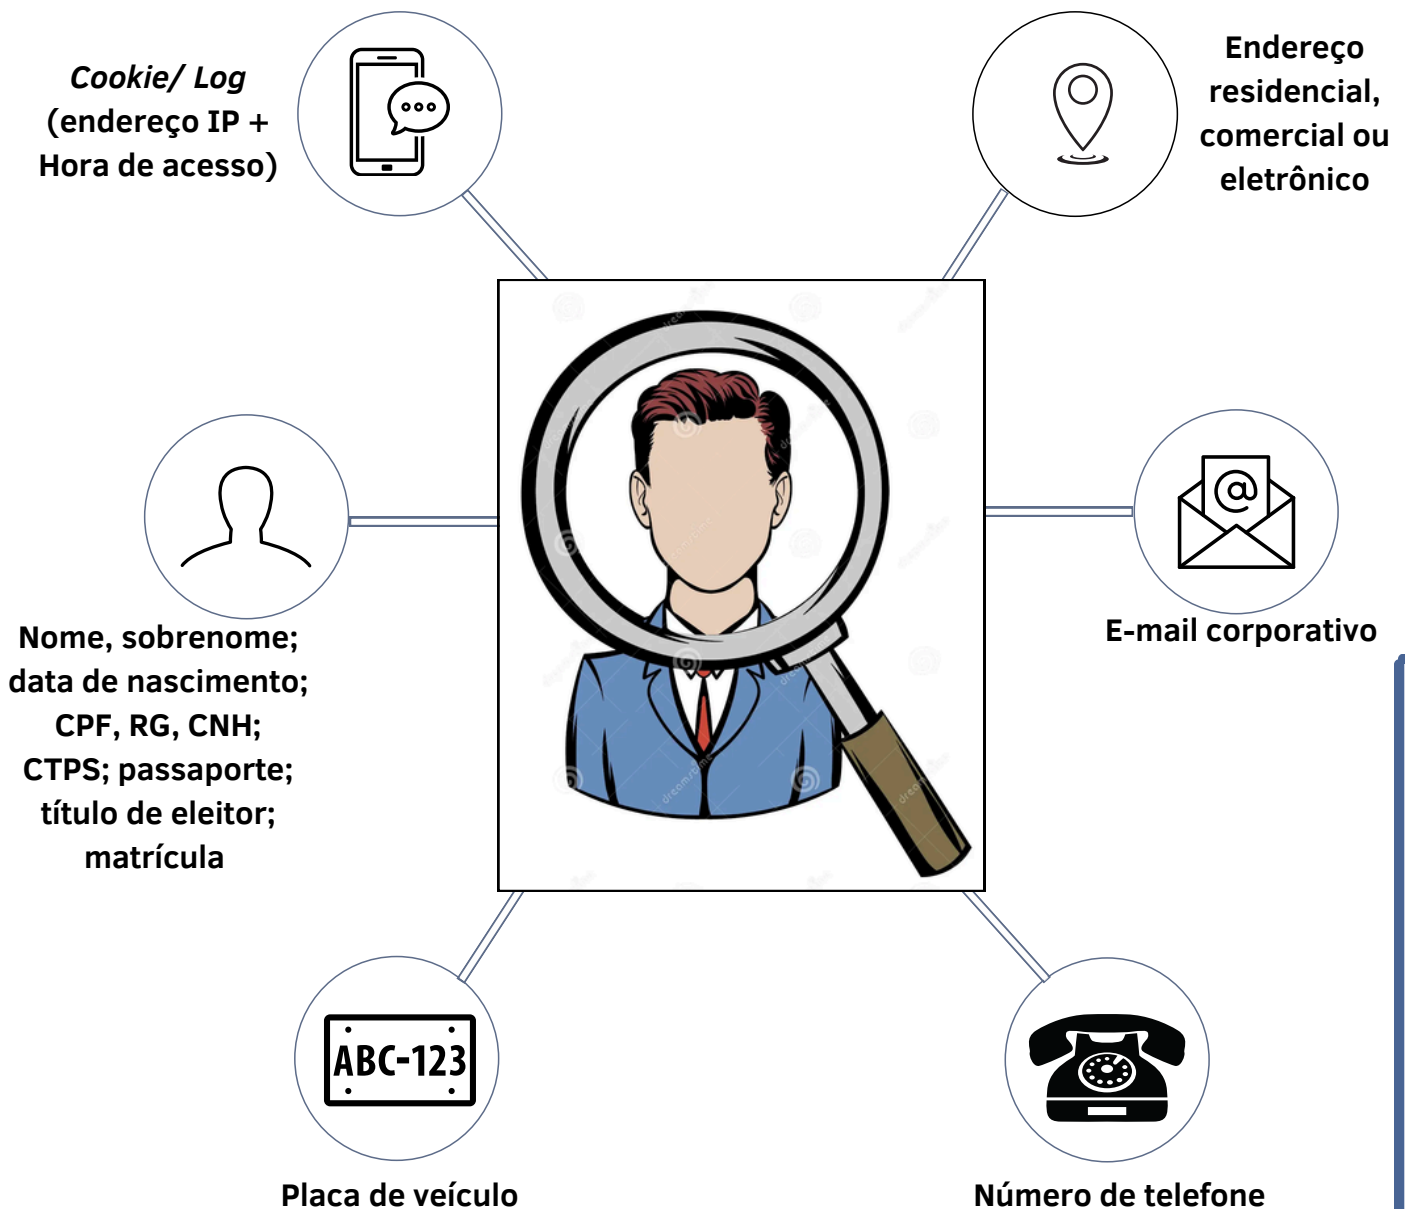 Cookie/ Log
(endereço IP +
Hora de acesso)
Endereço
residencial,
comercial ou
eletrônico
Nome, sobrenome;
data de nascimento;
CPF, RG, CNH;
CTPS; passaporte;
título de eleitor;
matrícula
@
E-mail corporativo
ABC-123
Placa de veículo
Número de telefone
dreamstime